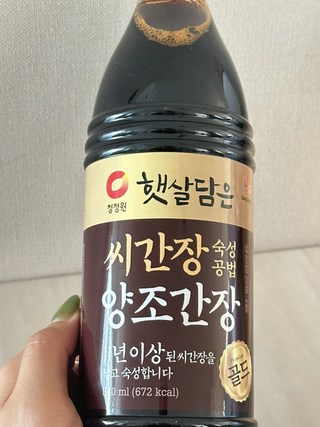 청정원
햇살담은
씨간장 숙성
공법
양조간장
년 이상 된 씨간장을
고 숙성합니다
ml (672 kcal)
골드